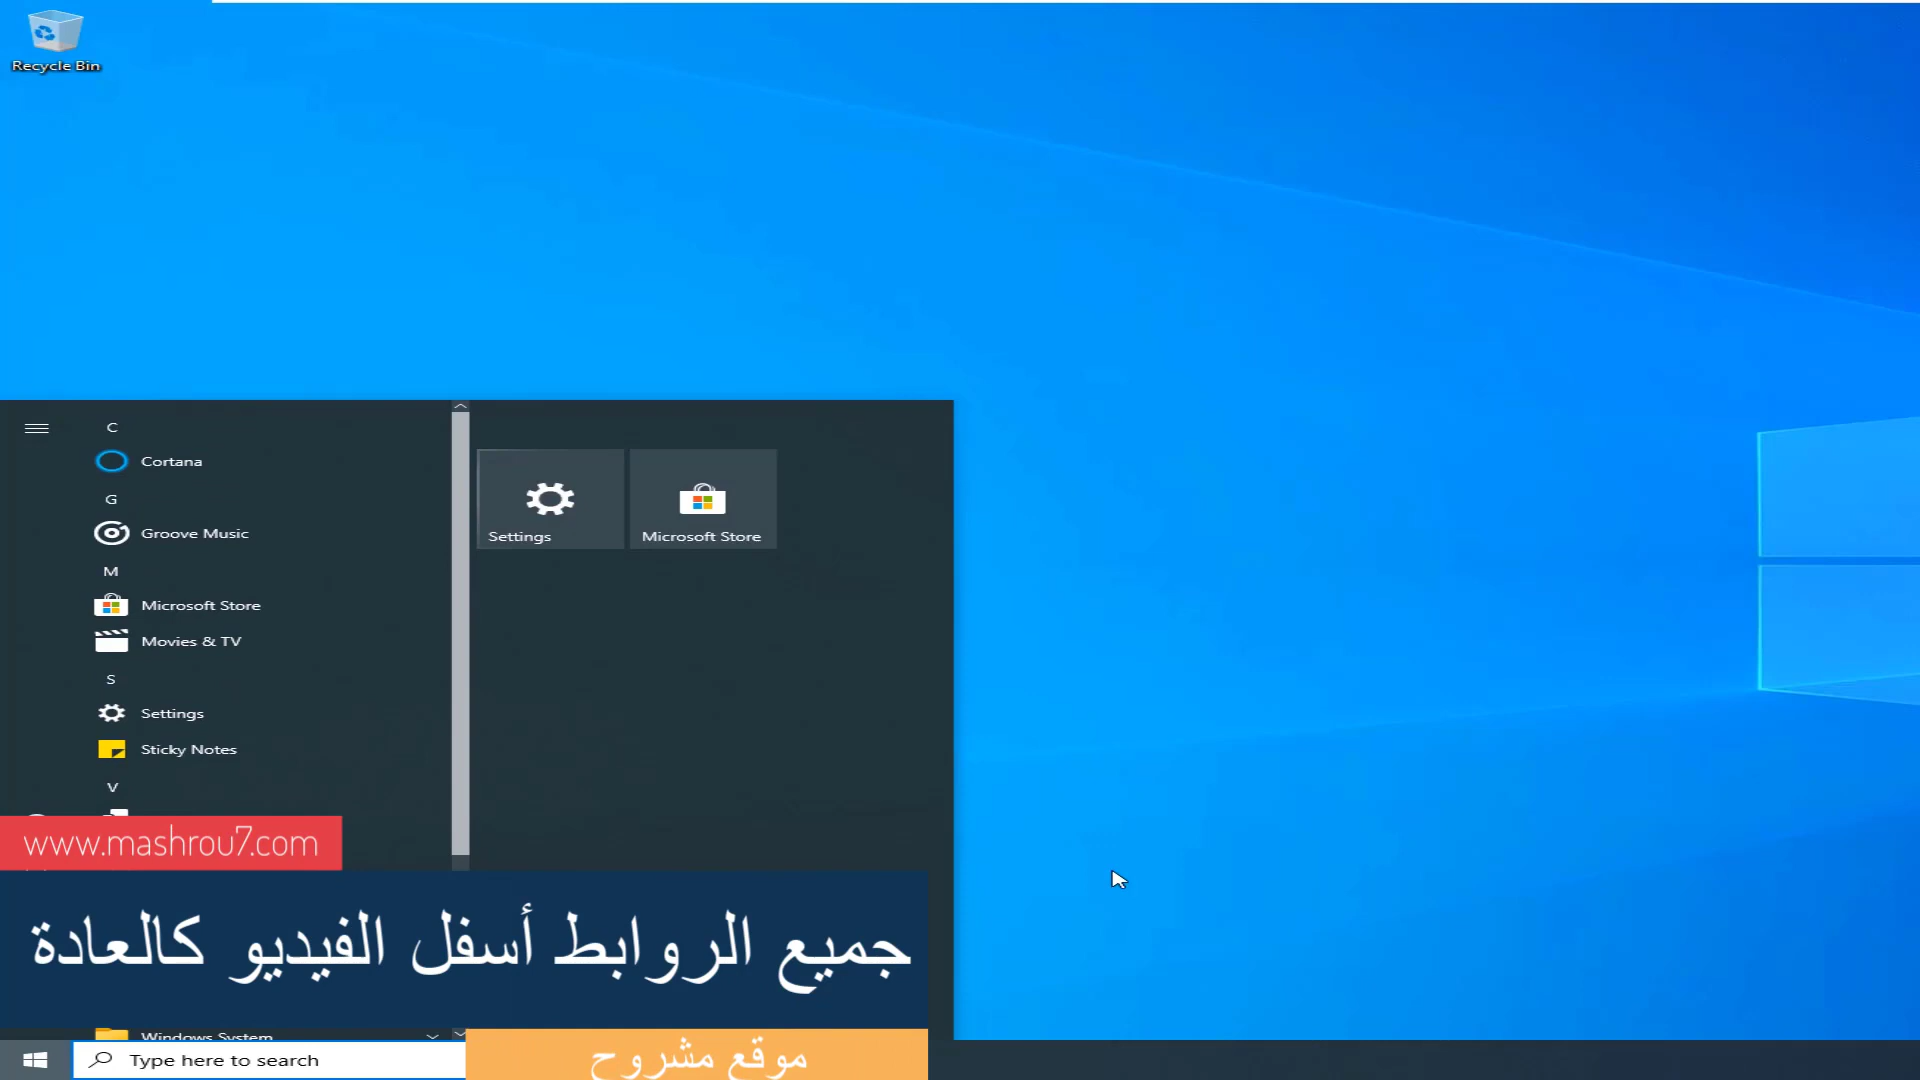 Recycle Bin
C
Cortana
G
Groove Music
M
Microsoft Store
Movies & TV
S
Settings
Sticky Notes
V
Settings
Microsoft Store
www.mashrou7.com
جميع الروابط أسفل الفيديو كالعادة
Windows System
Type here to search
موقع مشروح